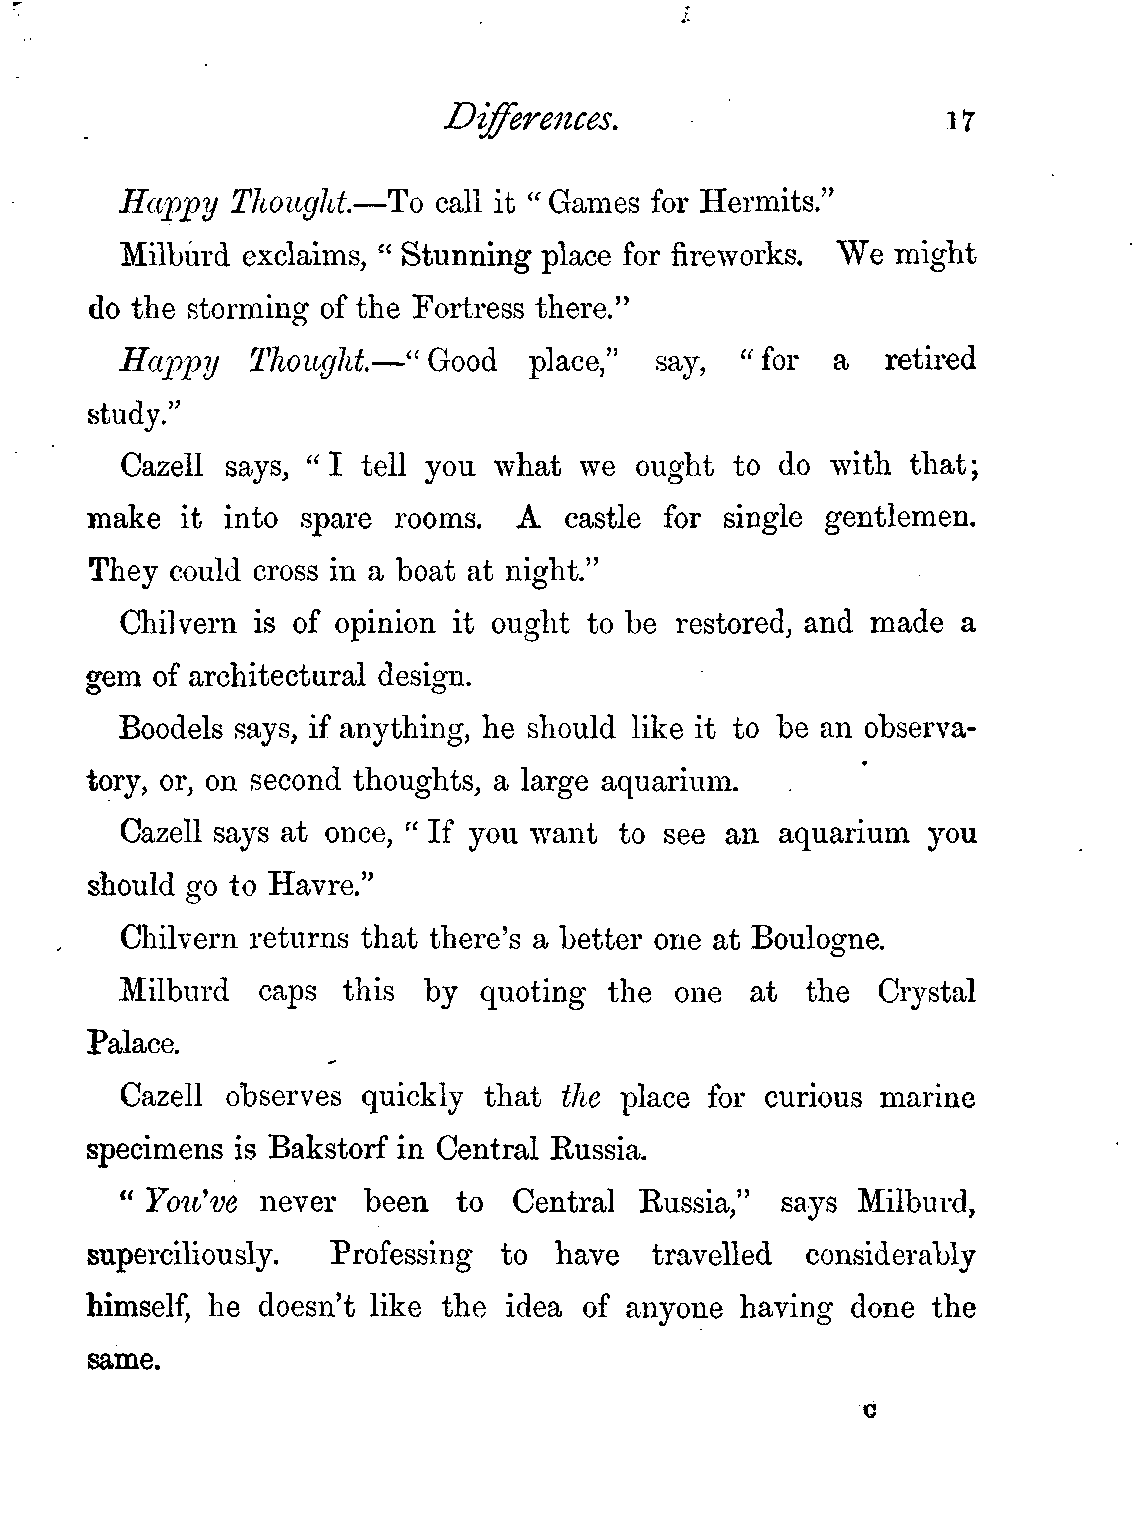 Differences. 17
Happy Thought.—To call it “Games for Hermits.”
Milburd exclaims, “Stunning place for fireworks. We might
do the storming of the Fortress there.”
Happy Thought.—“Good place,” say, “for a retired
study.”
Cazell says, “I tell you what we ought to do with that;
make it into spare rooms. A castle for single gentlemen.
They could cross in a boat at night.”
Chilvern is of opinion it ought to be restored, and made a
gem of architectural design.
Boodels says, if anything, he should like it to be an observa-
tory, or, on second thoughts, a large aquarium.
Cazell says at once, “If you want to see an aquarium you
should go to Havre.”
Chilvern returns that there’s a better one at Boulogne.
Milburd caps this by quoting the one at the Crystal
Palace.
Cazell observes quickly that the place for curious marine
specimens is Bakstorf in Central Russia.
“You’ve never been to Central Russia,” says Milburd,
superciliously. Professing to have travelled considerably
himself, he doesn’t like the idea of anyone having done the
same.
C